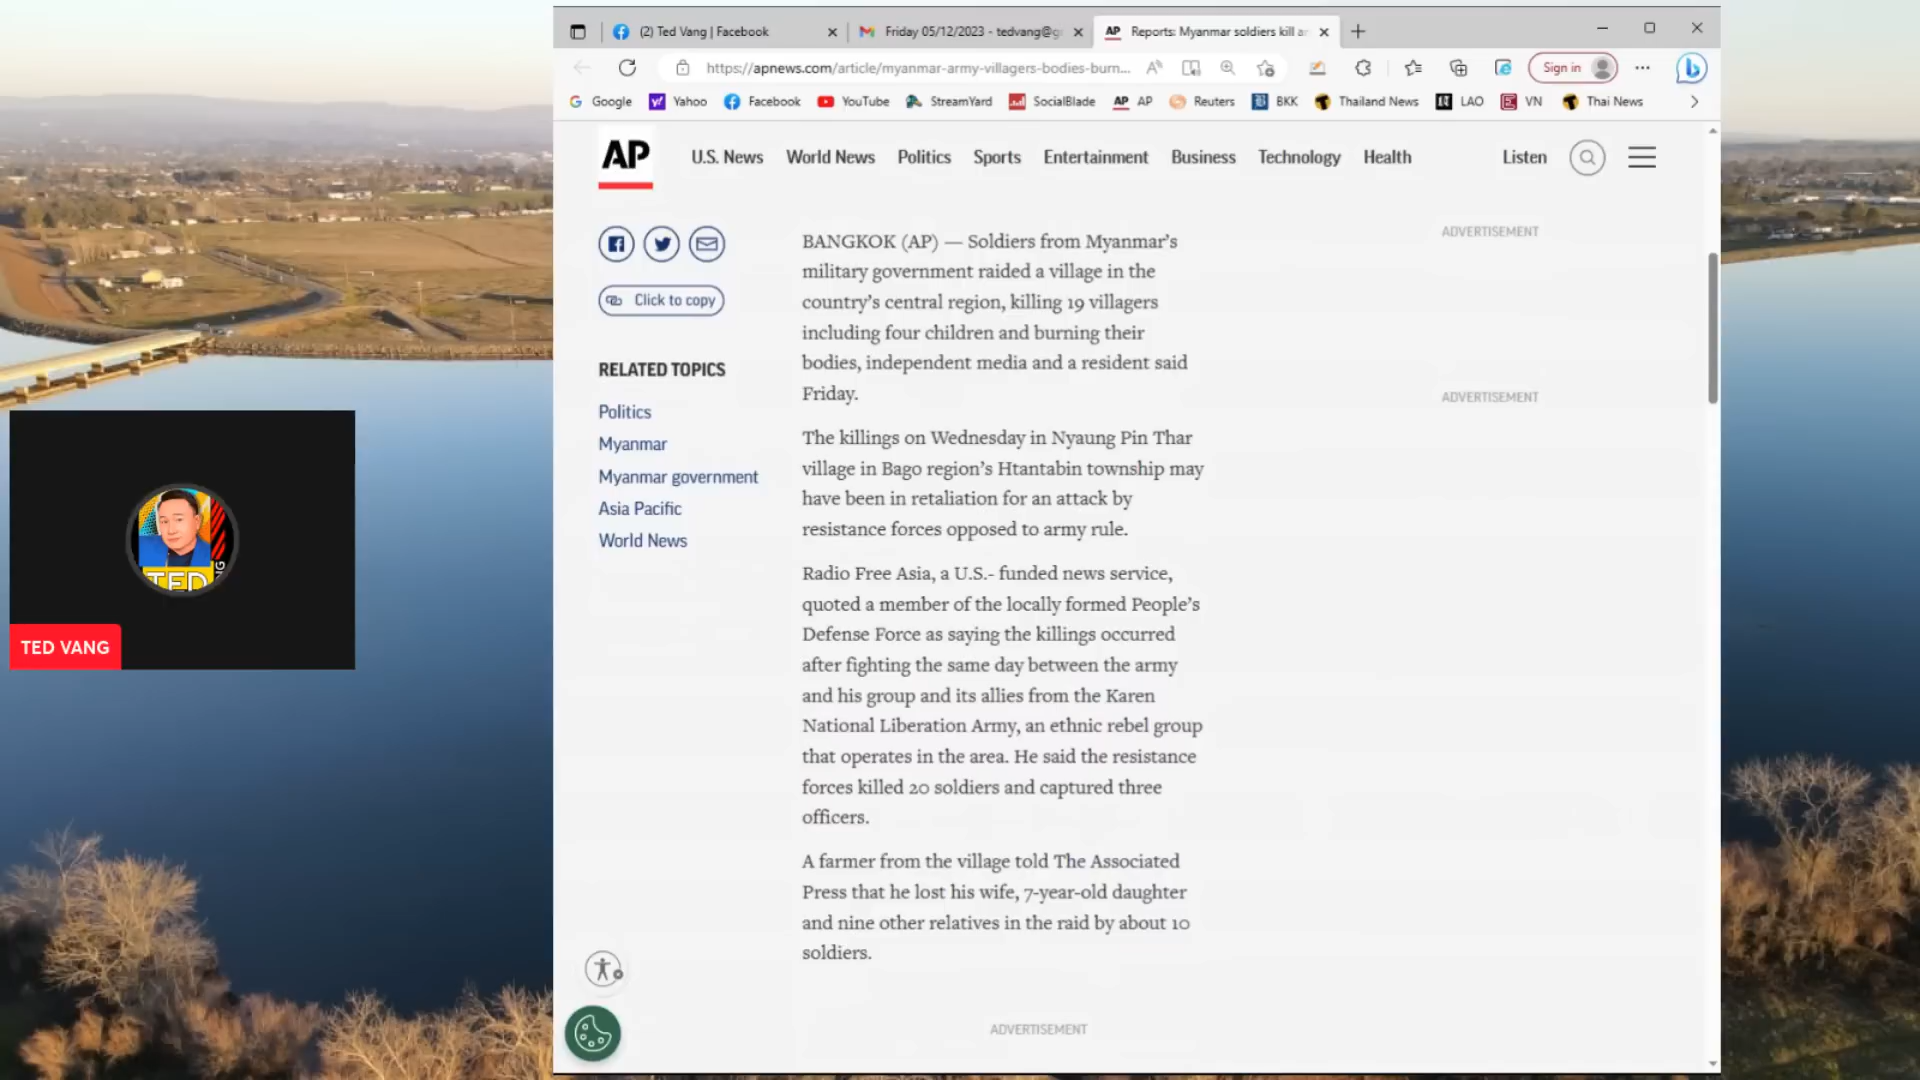 (2) Ted Vang | Facebook
Friday 05/12/2023 - tedvang@g
AP Reports: Myanmar soldiers kill a
https://apnews.com/article/myanmar-army-villagers-bodies-burn...
Sign in
Google
Yahoo
Facebook
YouTube
StreamYard
SocialBlade
AP AP
Reuters
BKK
Thailand News
LAO
VN
Thai News
AP
U.S. News
World News
Politics
Sports
Entertainment
Business
Technology
Health
Listen
Click to copy
RELATED TOPICS
Politics
Myanmar
Myanmar government
Asia Pacific
World News
BANGKOK (AP) — Soldiers from Myanmar’s
military government raided a village in the
country’s central region, killing 19 villagers
including four children and burning their
bodies, independent media and a resident said
Friday.
The killings on Wednesday in Nyaung Pin Thar
village in Bago region’s Htantabin township may
have been in retaliation for an attack by
resistance forces opposed to army rule.
Radio Free Asia, a U.S.- funded news service,
quoted a member of the locally formed People’s
Defense Force as saying the killings occurred
after fighting the same day between the army
and his group and its allies from the Karen
National Liberation Army, an ethnic rebel group
that operates in the area. He said the resistance
forces killed 20 soldiers and captured three
officers.
A farmer from the village told The Associated
Press that he lost his wife, 7-year-old daughter
and nine other relatives in the raid by about 10
soldiers.
ADVERTISEMENT
ADVERTISEMENT
ADVERTISEMENT
TED
TED VANG